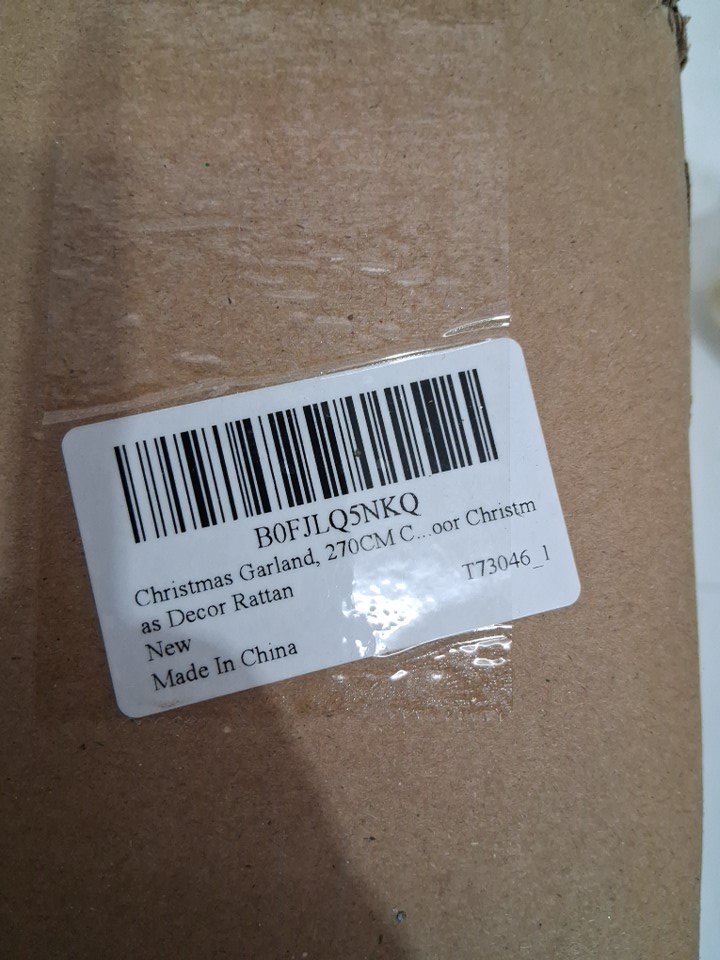 B0FJLQ5NKQ
Christmas Garland, 270CM C...oor Christm
as Decor Rattan
T73046_1
New
Made In China